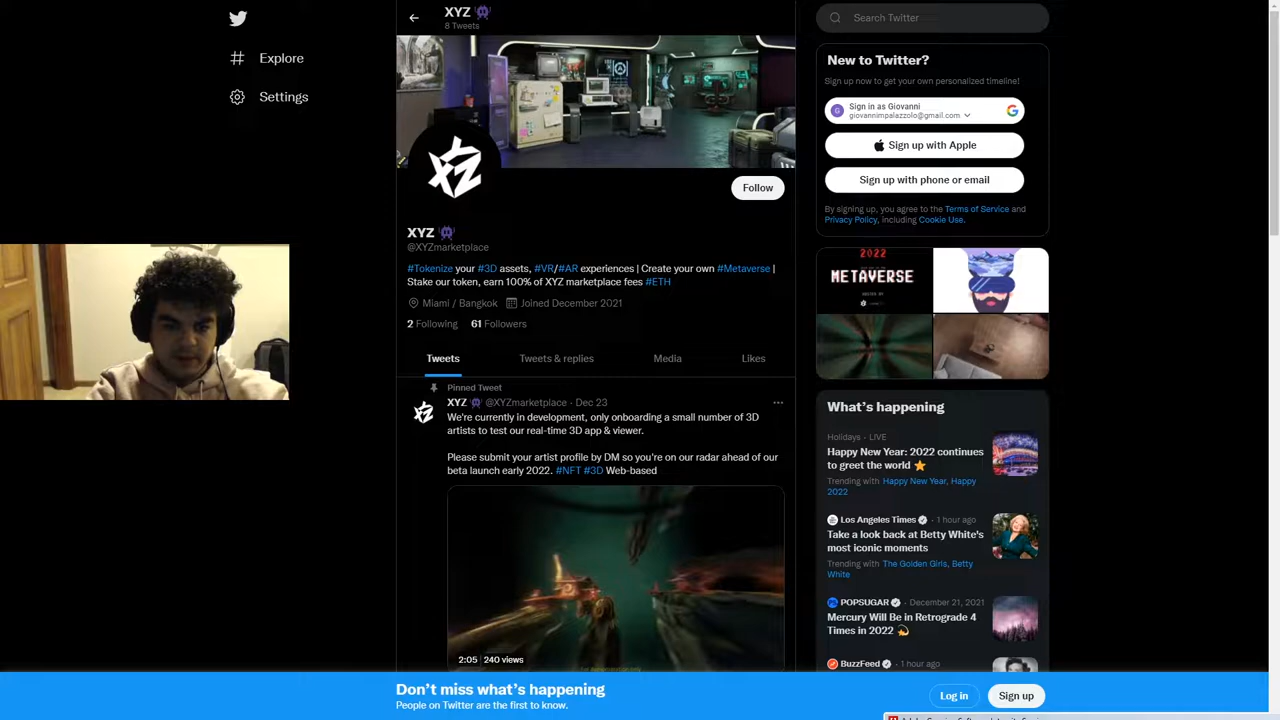 XYZ
8 Tweets
Search Twitter
Explore
Settings
New to Twitter?
Sign up now to get your own personalized timeline!
Sign in as Giovanni
giovannimpalazzolo@gmail.com
Sign up with Apple
Sign up with phone or email
By signing up, you agree to the Terms of Service and
Privacy Policy, including Cookie Use.
XYZ
Follow
XYZ
@XYZmarketplace
#Tokenize your #3D assets, #VR/#AR experiences | Create your own #Metaverse |
Stake our token, earn 100% of XYZ marketplace fees #ETH
Miami / Bangkok Joined December 2021
2 Following 61 Followers
Tweets Tweets & replies Media Likes
Pinned Tweet
XYZ @XYZmarketplace · Dec 23
We're currently in development, only onboarding a small number of 3D
artists to test our real-time 3D app & viewer.
Please submit your artist profile by DM so you're on our radar ahead of our
beta launch early 2022. #NFT #3D Web-based
2:05 240 views
2022
METAVERSE
What's happening
Holidays · LIVE
Happy New Year: 2022 continues
to greet the world
Trending with Happy New Year, Happy
2022
Los Angeles Times · 1 hour ago
Take a look back at Betty White's
most iconic moments
Trending with The Golden Girls, Betty
White
POPSUGAR · December 21, 2021
Mercury Will Be in Retrograde 4
Times in 2022
BuzzFeed · 1 hour ago
Don't miss what's happening
People on Twitter are the first to know.
Log in
Sign up